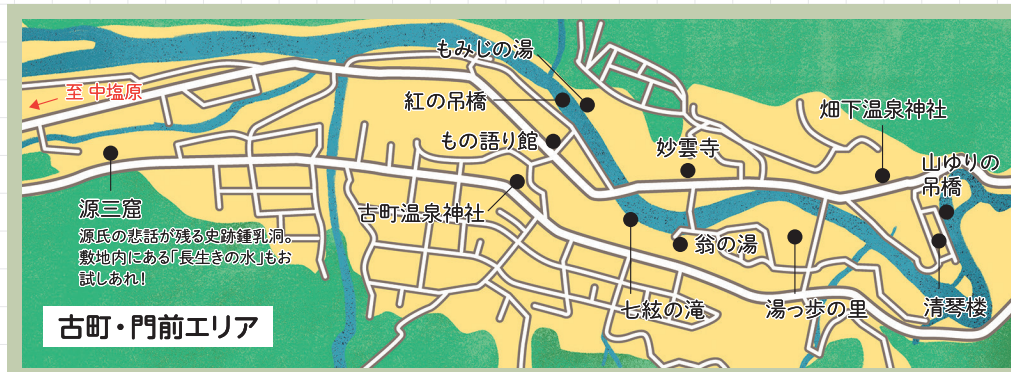 もみじの湯
至 中塩原
紅の吊橋
畑下温泉神社
もの語り館
妙雲寺
山ゆりの
吊橋
源三窟
古町温泉神社
源氏の悲話が残る史跡鍾乳洞。
敷地内にある「長生きの水」もお
試しあれ!
翁の湯
七絃の滝
湯っ歩の里
清琴楼
古町・門前エリア